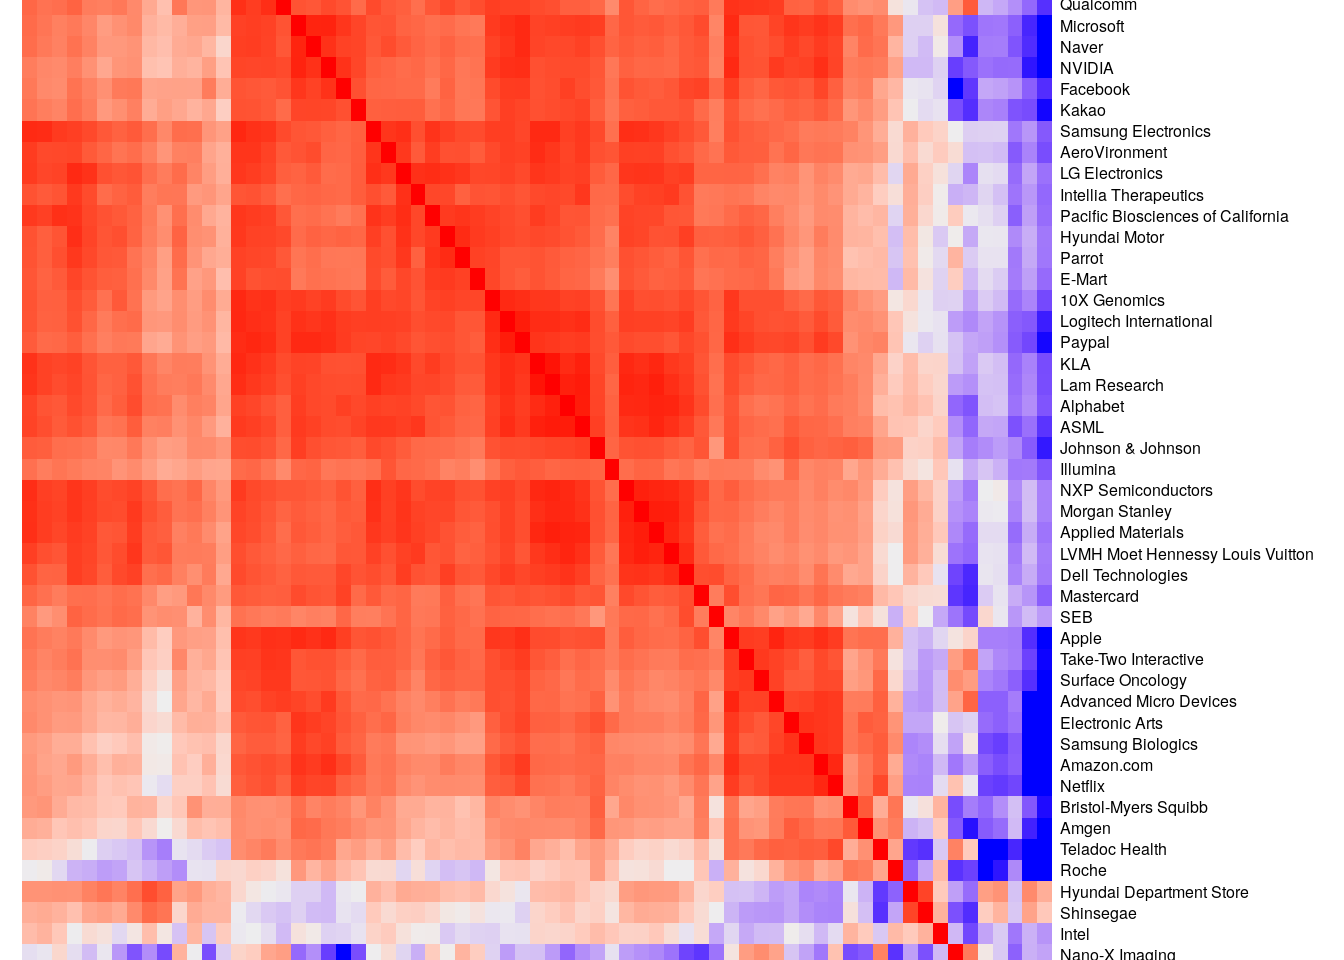 Qualcomm
Microsoft
Naver
NVIDIA
Facebook
Kakao
Samsung Electronics
AeroVironment
LG Electronics
Intellia Therapeutics
Pacific Biosciences of California
Hyundai Motor
Parrot
E-Mart
10X Genomics
Logitech International
Paypal
KLA
Lam Research
Alphabet
ASML
Johnson & Johnson
Illumina
NXP Semiconductors
Morgan Stanley
Applied Materials
LVMH Moet Hennessy Louis Vuitton
Dell Technologies
Mastercard
SEB
Apple
Take-Two Interactive
Surface Oncology
Advanced Micro Devices
Electronic Arts
Samsung Biologics
Amazon.com
Netflix
Bristol-Myers Squibb
Amgen
Teladoc Health
Roche
Hyundai Department Store
Shinsegae
Intel
Nano-X Imaging